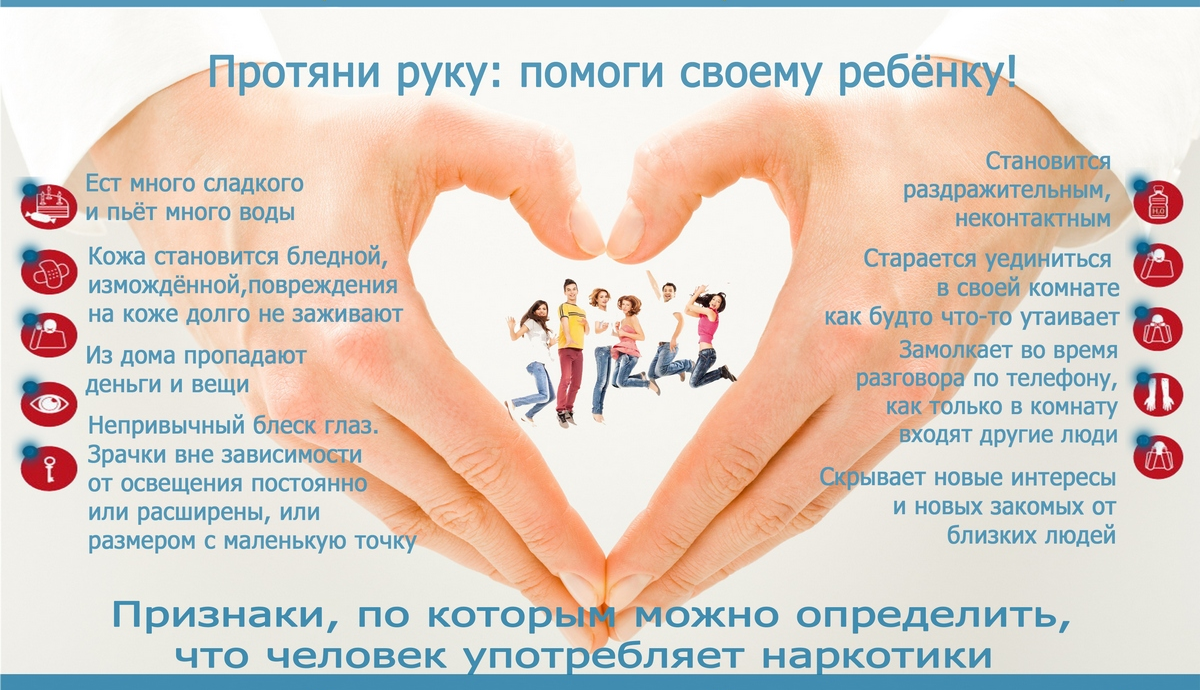 Протяни руку: помоги своему ребёнку!
Ест много сладкого
и пьёт много воды
Кожа становится бледной,
измождённой,повреждения
на коже долго не заживают
Из дома пропадают
деньги и вещи
Непривычный блеск глаз.
Зрачки вне зависимости
от освещения постоянно
или расширены, или
размером с маленькую точку
Становится
раздражительным,
неконтактным
Старается уединиться
в своей комнате
как будто что-то утаивает
Замолкает во время
разговора по телефону,
как только в комнату
входят другие люди
Скрывает новые интересы
и новых закомых от
близких людей
H₂0
Признаки, по которым можно определить,
что человек употребляет наркотики